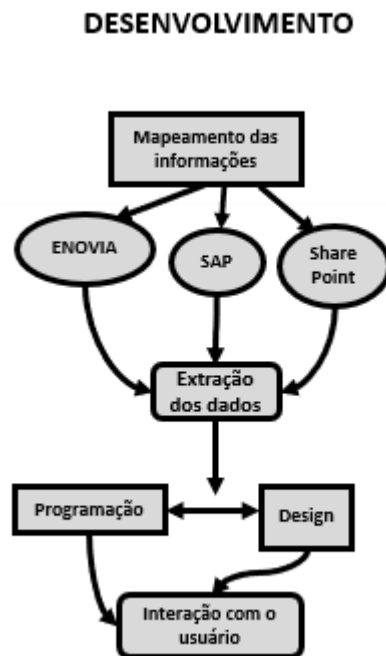 DESENVOLVIMENTO
Mapeamento das
informações
ENOVIA
SAP
Share
Point
Extração
dos dados
Programação
Design
Interação com o
usuário